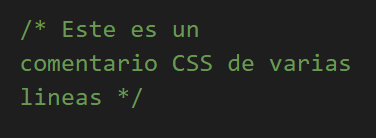 /* Este es un
comentario CSS de varias
lineas */